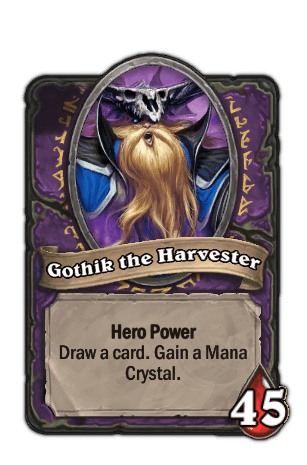 Gothik the Harvester
Hero Power
Draw a card. Gain a Mana
Crystal.
45